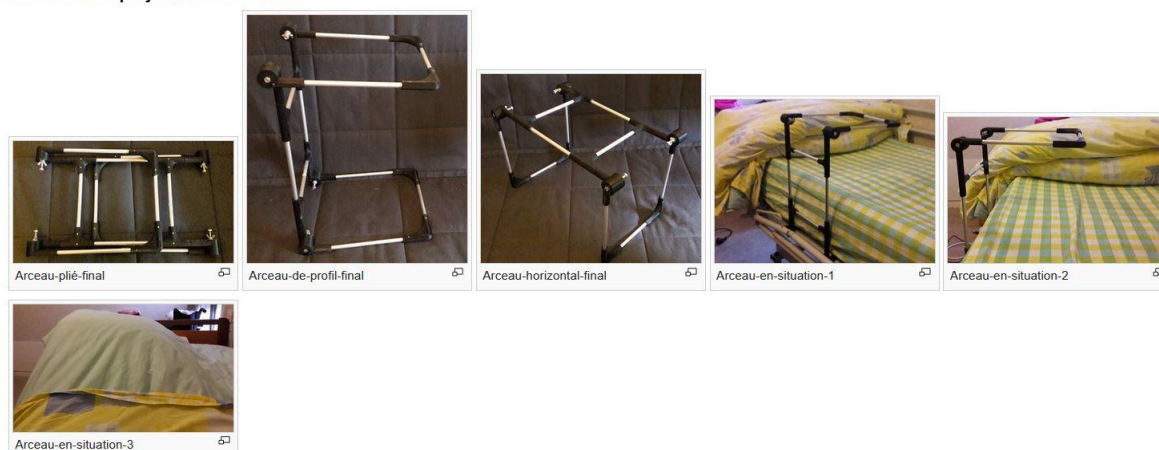 Arceau-plié-final
Arceau-de-profil-final
Arceau-horizontal-final
Arceau-en-situation-1
Arceau-en-situation-2
Arceau-en-situation-3